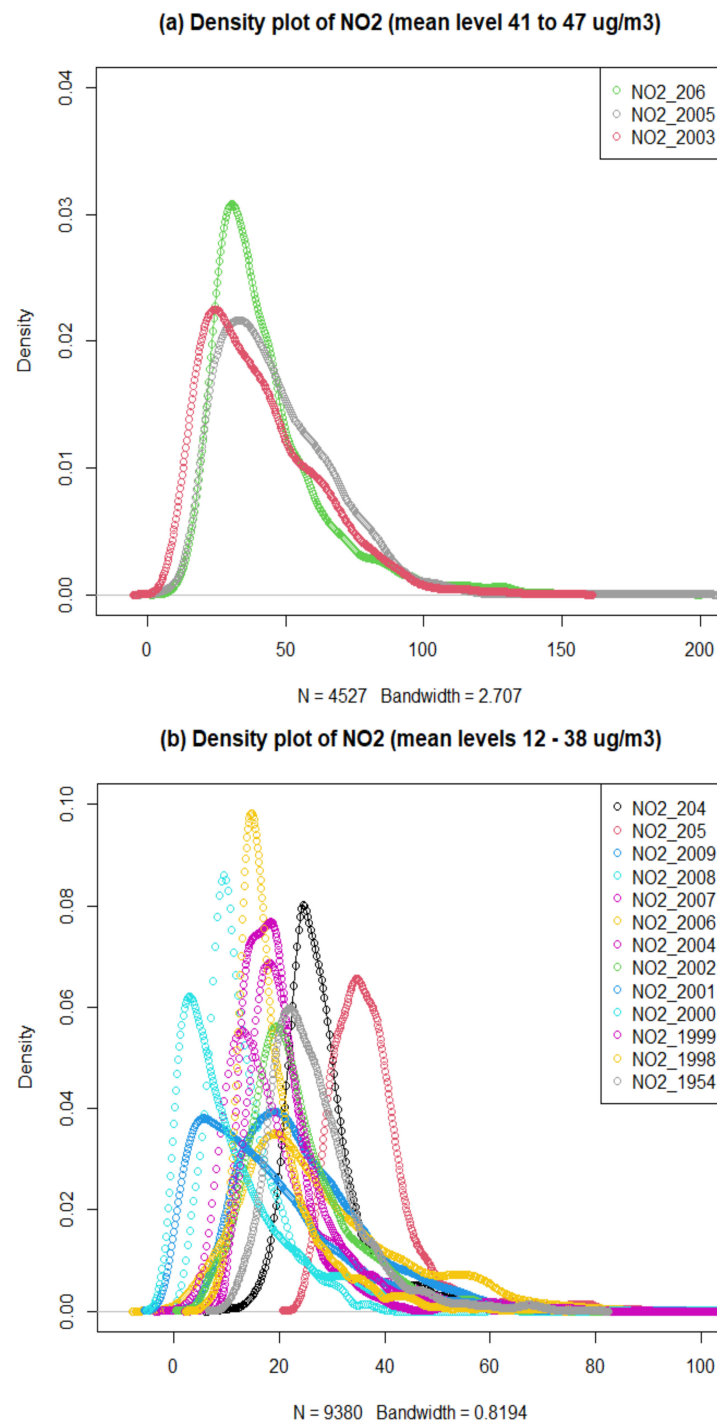 (a) Density plot of NO2 (mean level 41 to 47 ug/m3)
0.04
0.03
0.02
0.01
0.00
Density
NO2_206
NO2_2005
NO2_2003
0 50 100 150 200
N = 4527 Bandwidth = 2.707
(b) Density plot of NO2 (mean levels 12 - 38 ug/m3)
0.10
0.08
0.06
0.04
0.02
0.00
Density
NO2_204
NO2_205
NO2_2009
NO2_2008
NO2_2007
NO2_2006
NO2_2004
NO2_2002
NO2_2001
NO2_2000
NO2_1999
NO2_1998
NO2_1954
0 20 40 60 80 100
N = 9380 Bandwidth = 0.8194